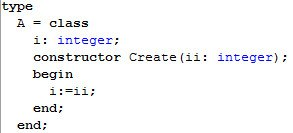 type
  A = class
    i: integer;
    constructor Create(ii: integer);
    begin
      i:=ii;
    end;
  end;